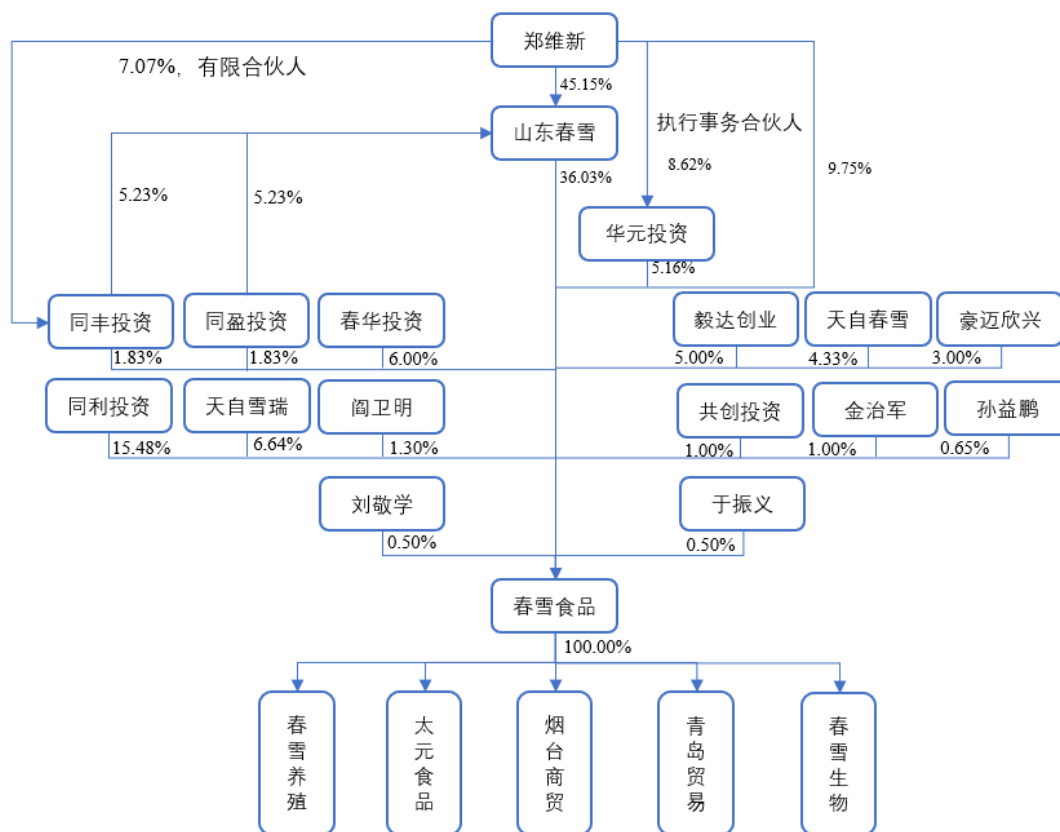 郑维新
7.07%，有限合伙人
45.15%
山东春雪
执行事务合伙人
5.23%
5.23%
36.03%
8.62%
9.75%
华元投资
5.16%
同丰投资
同盈投资
春华投资
毅达创业
天自春雪
豪迈欣兴
1.83%
1.83%
6.00%
5.00%
4.33%
3.00%
同利投资
天自雪瑞
阎卫明
共创投资
金治军
孙益鹏
15.48%
6.64%
1.30%
1.00%
1.00%
0.65%
刘敬学
于振义
0.50%
0.50%
春雪食品
100.00%
春雪养殖
太元食品
烟台商贸
青岛贸易
春雪生物